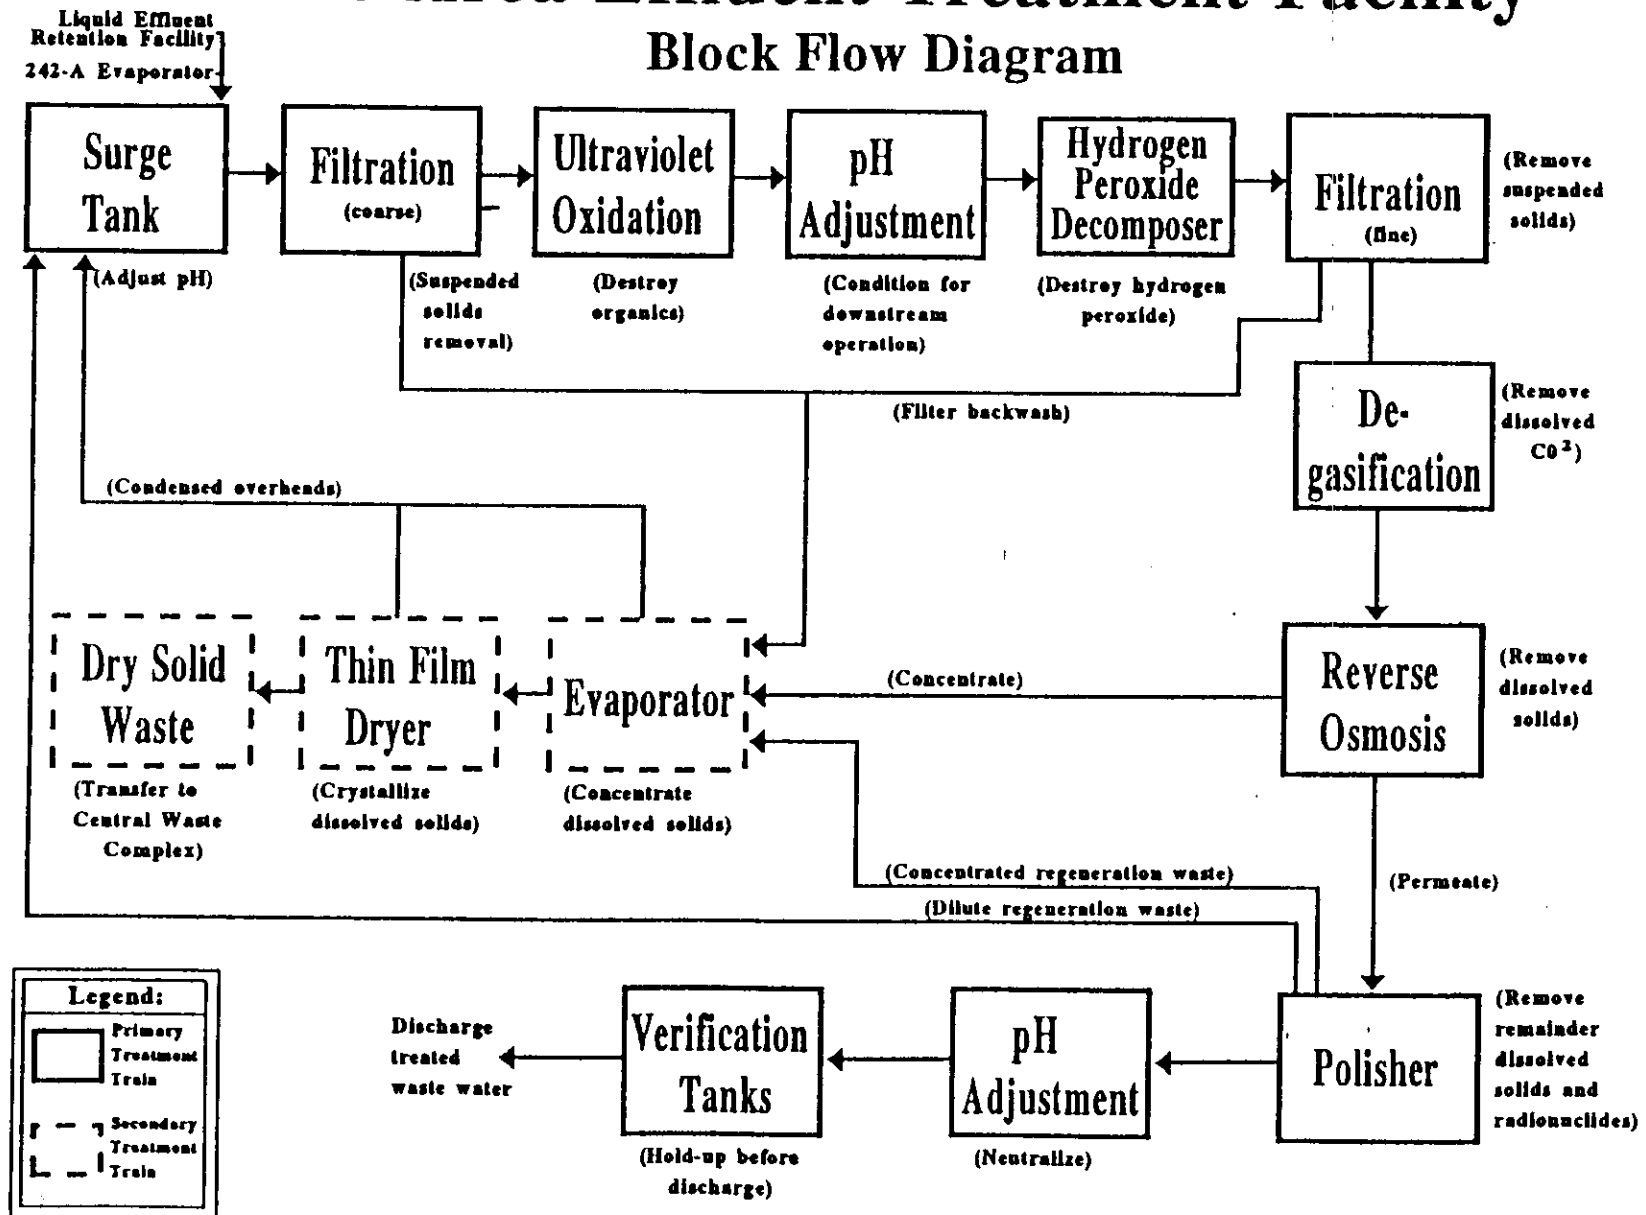 Effluent Treatment Facility
Block Flow Diagram
Liquid Effluent
Retention Facility
242-A Evaporator
Surge
Tank
(Adjust pH)
Filtration
(coarse)
(Suspended
solids
removal)
Ultraviolet
Oxidation
(Destroy
organics)
pH
Adjustment
(Condition for
downstream
operation)
Hydrogen
Peroxide
Decomposer
(Destroy hydrogen
peroxide)
Filtration
(fine)
(Remove
suspended
solids)
(Filter backwash)
De-
gasification
(Remove
dissolved
CO²)
(Condensed overheads)
Dry Solid
Waste
(Transfer to
Central Waste
Complex)
Thin Film
Dryer
(Crystallize
dissolved solids)
Evaporator
(Concentrate
dissolved solids)
(Concentrate)
Reverse
Osmosis
(Remove
dissolved
solids)
(Concentrated regeneration waste)
(Dilute regeneration waste)
(Permeate)
Legend:
Primary
Treatment
Train
Secondary
Treatment
Train
Discharge
treated
waste water
Verification
Tanks
(Hold-up before
discharge)
pH
Adjustment
(Neutralize)
Polisher
(Remove
remainder
dissolved
solids and
radionuclides)